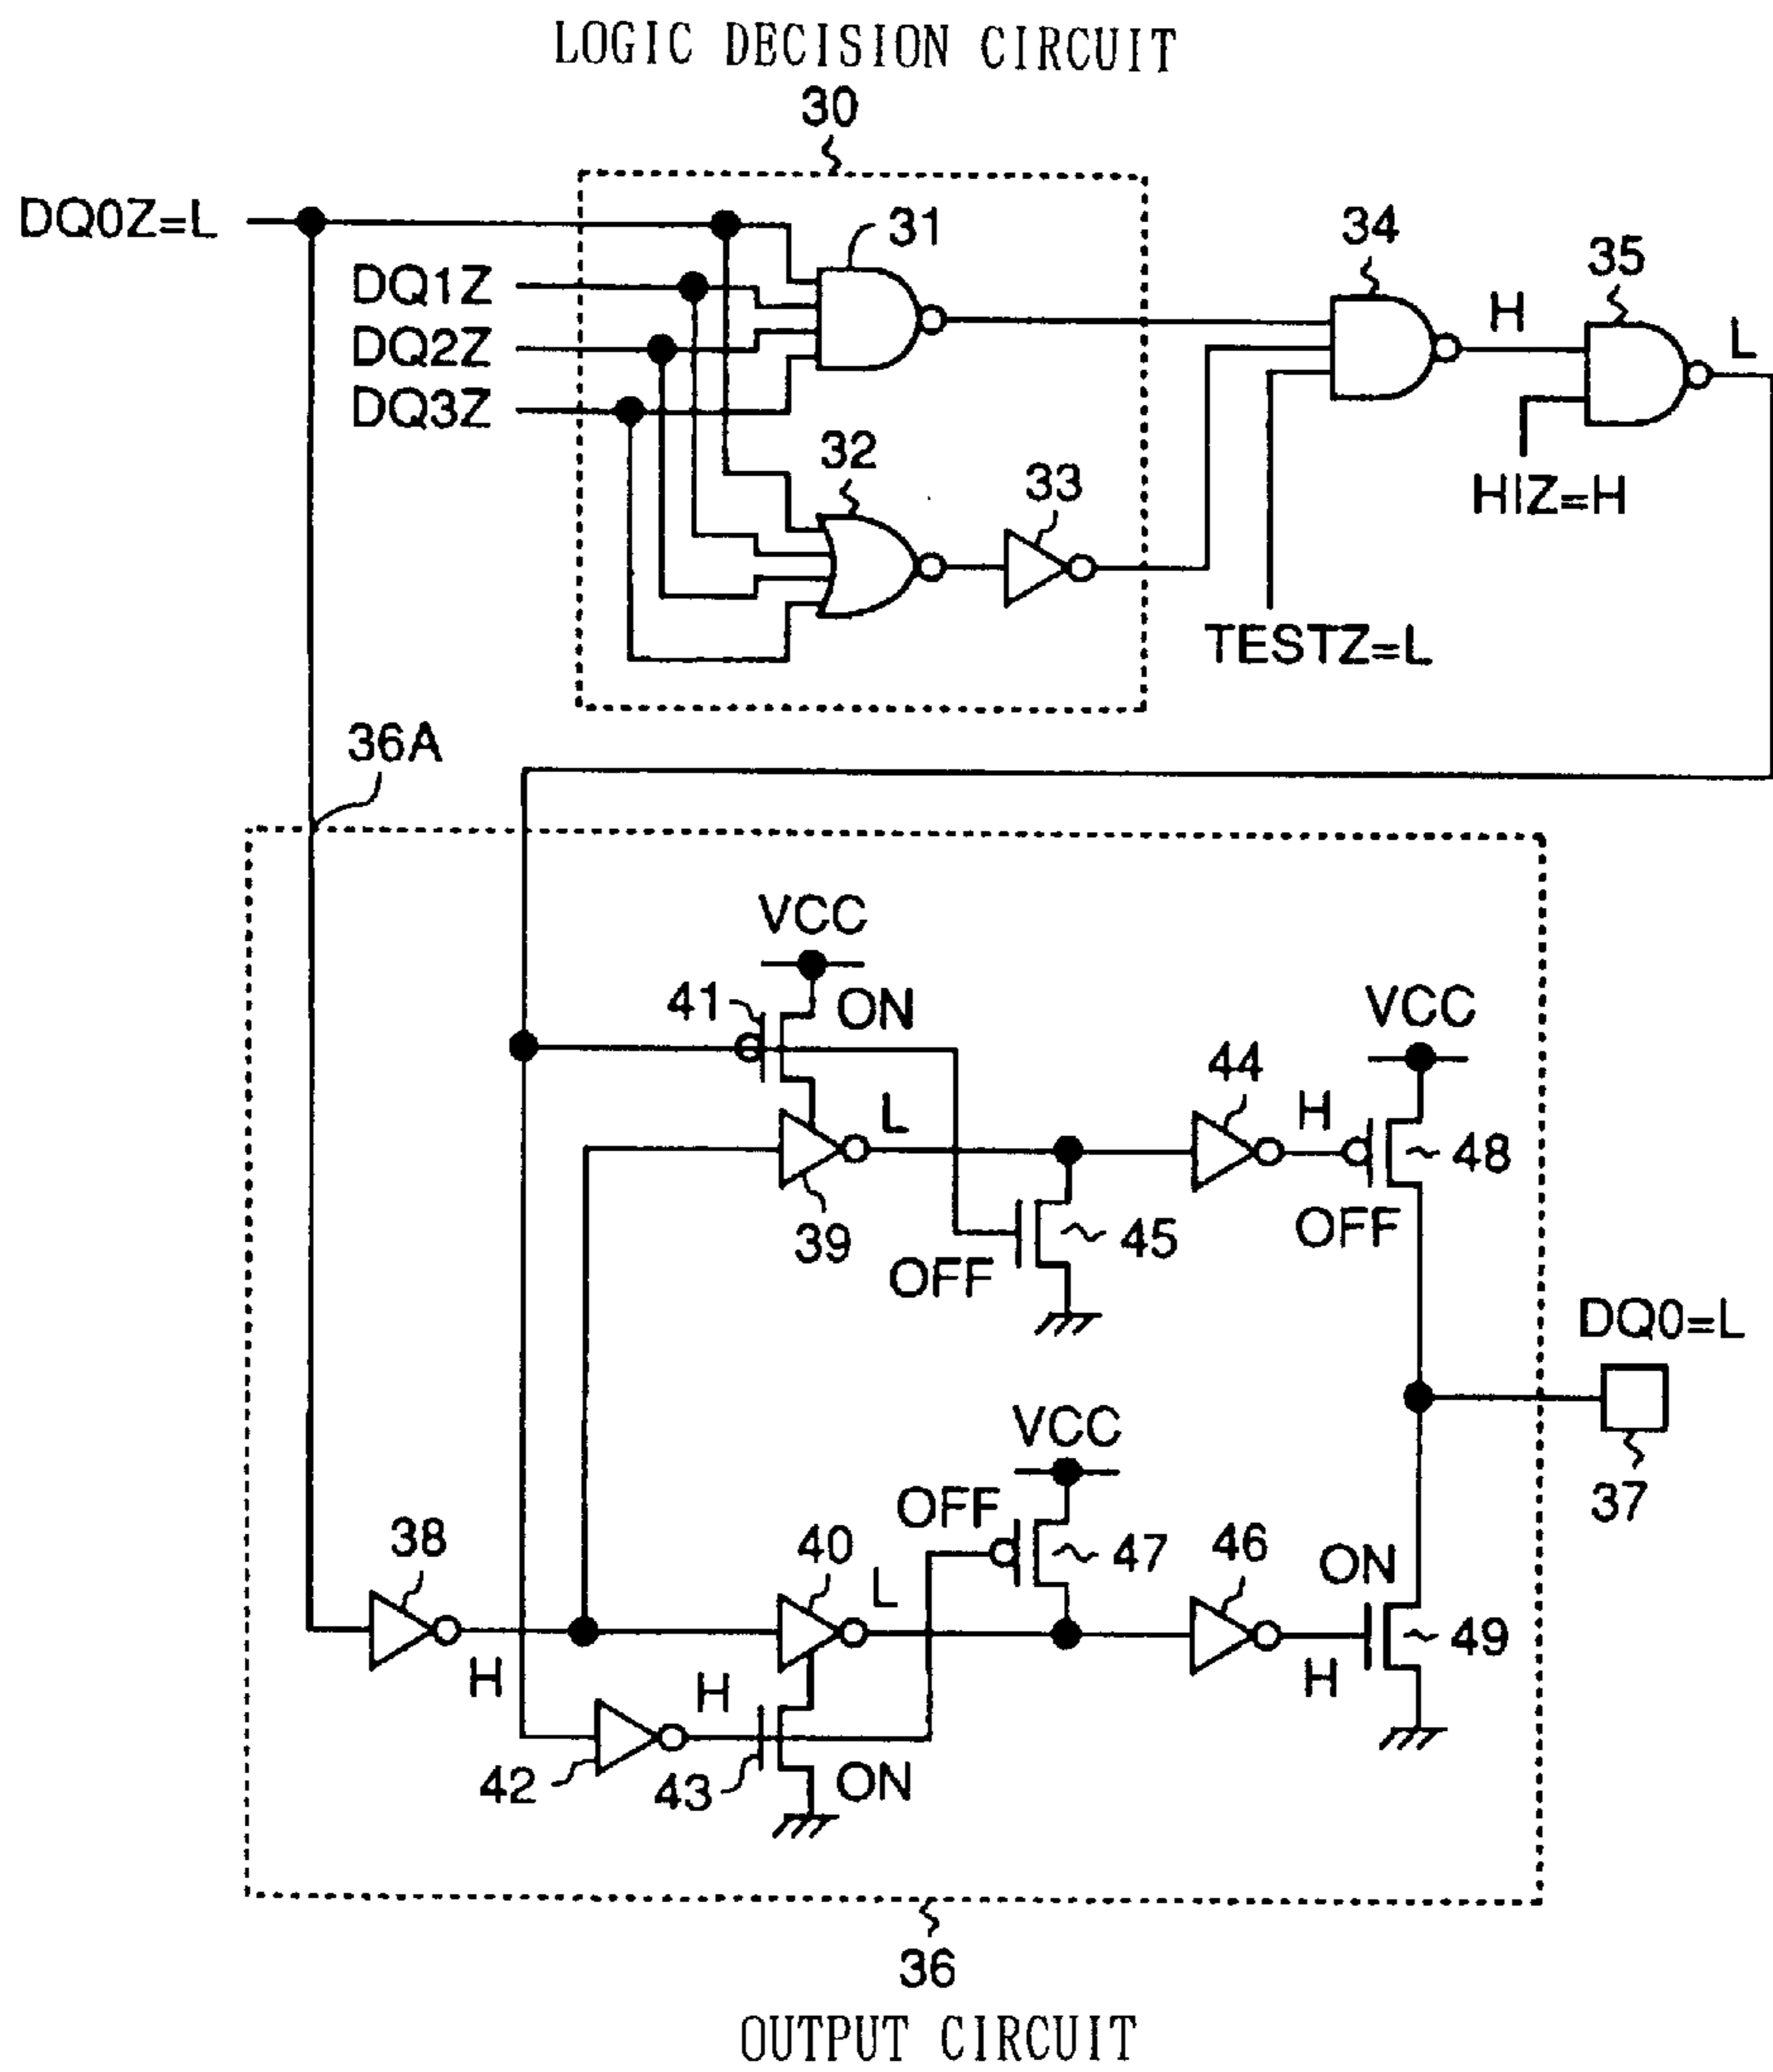 LOGIC DECISION CIRCUIT
30
DQ0Z=L
31
34
35
DQ1Z
H
L
DQ2Z
DQ3Z
32
33
HIZ=H
TESTZ=L
36A
VCC
41
ON
VCC
44
L
H
48
39
45
OFF
OFF
DQ0=L
VCC
37
OFF
38
40
47
46
ON
L
49
H
H
H
42
43
ON
36
OUTPUT CIRCUIT